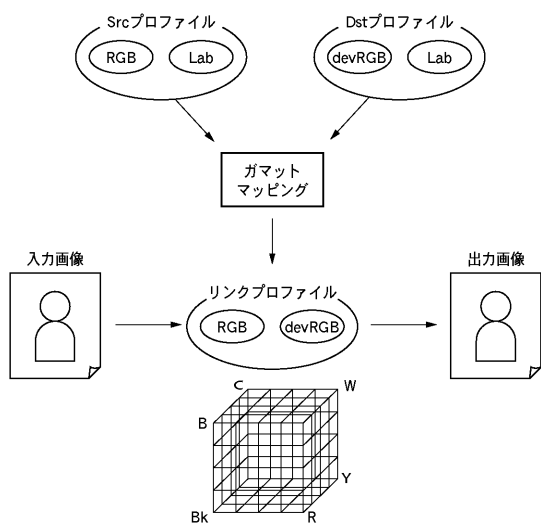 Srcプロファイル
RGB
Lab
Dstプロファイル
devRGB
Lab
ガマット
マッピング
入力画像
リンクプロファイル
RGB
devRGB
出力画像
C
W
B
Y
Bk
R